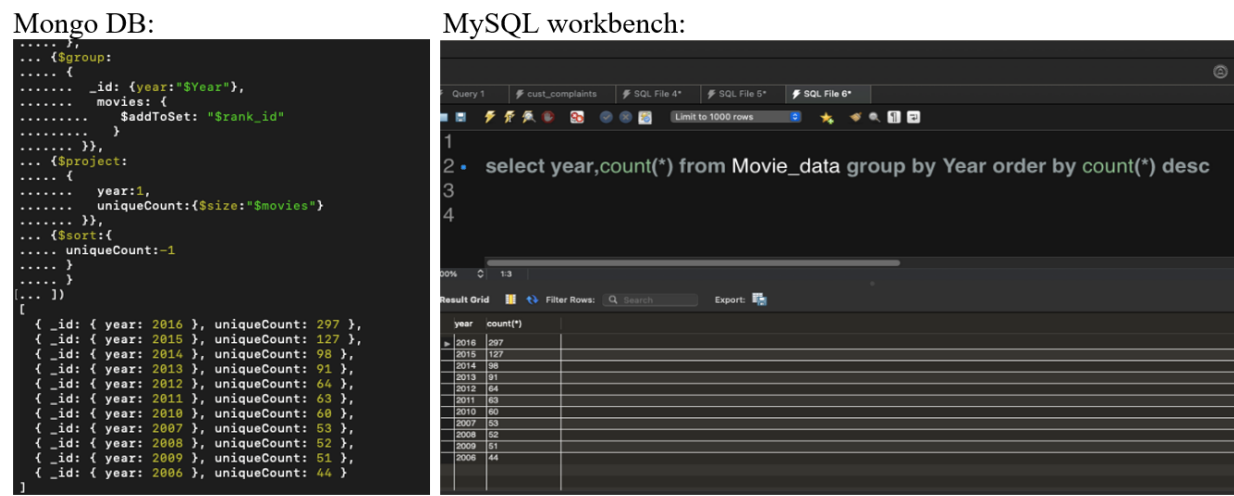 Mongo DB:
..... },
... {$group:
..... {
.......  _id: {year:"$Year"},
.......   movies: {
.........     $addToSet: "$rank_id"
.........    }
....... }},
... {$project:
..... {
.......   year:1,
.......   uniqueCount:{$size:"$movies"}
....... }},
... {$sort:{
..... uniqueCount:-1
..... }
..... }
[... ])
[
{ _id: { year: 2016 }, uniqueCount: 297 },
{ _id: { year: 2015 }, uniqueCount: 127 },
{ _id: { year: 2014 }, uniqueCount: 98 },
{ _id: { year: 2013 }, uniqueCount: 91 },
{ _id: { year: 2012 }, uniqueCount: 64 },
{ _id: { year: 2011 }, uniqueCount: 63 },
{ _id: { year: 2010 }, uniqueCount: 60 },
{ _id: { year: 2007 }, uniqueCount: 53 },
{ _id: { year: 2008 }, uniqueCount: 52 },
{ _id: { year: 2009 }, uniqueCount: 51 },
{ _id: { year: 2006 }, uniqueCount: 44 }
]
MySQL workbench:
Query 1 cust_complaints SQL File 4* SQL File 5* SQL File 6*
Limit to 1000 rows
1
2 select year,count(*) from Movie_data group by Year order by count(*) desc
3
4
00% 1:3
Result Grid Filter Rows: Search Export:
year count(*)
2016 297
2015 127
2014 98
2013 91
2012 64
2011 63
2010 60
2007 53
2008 52
2009 51
2006 44